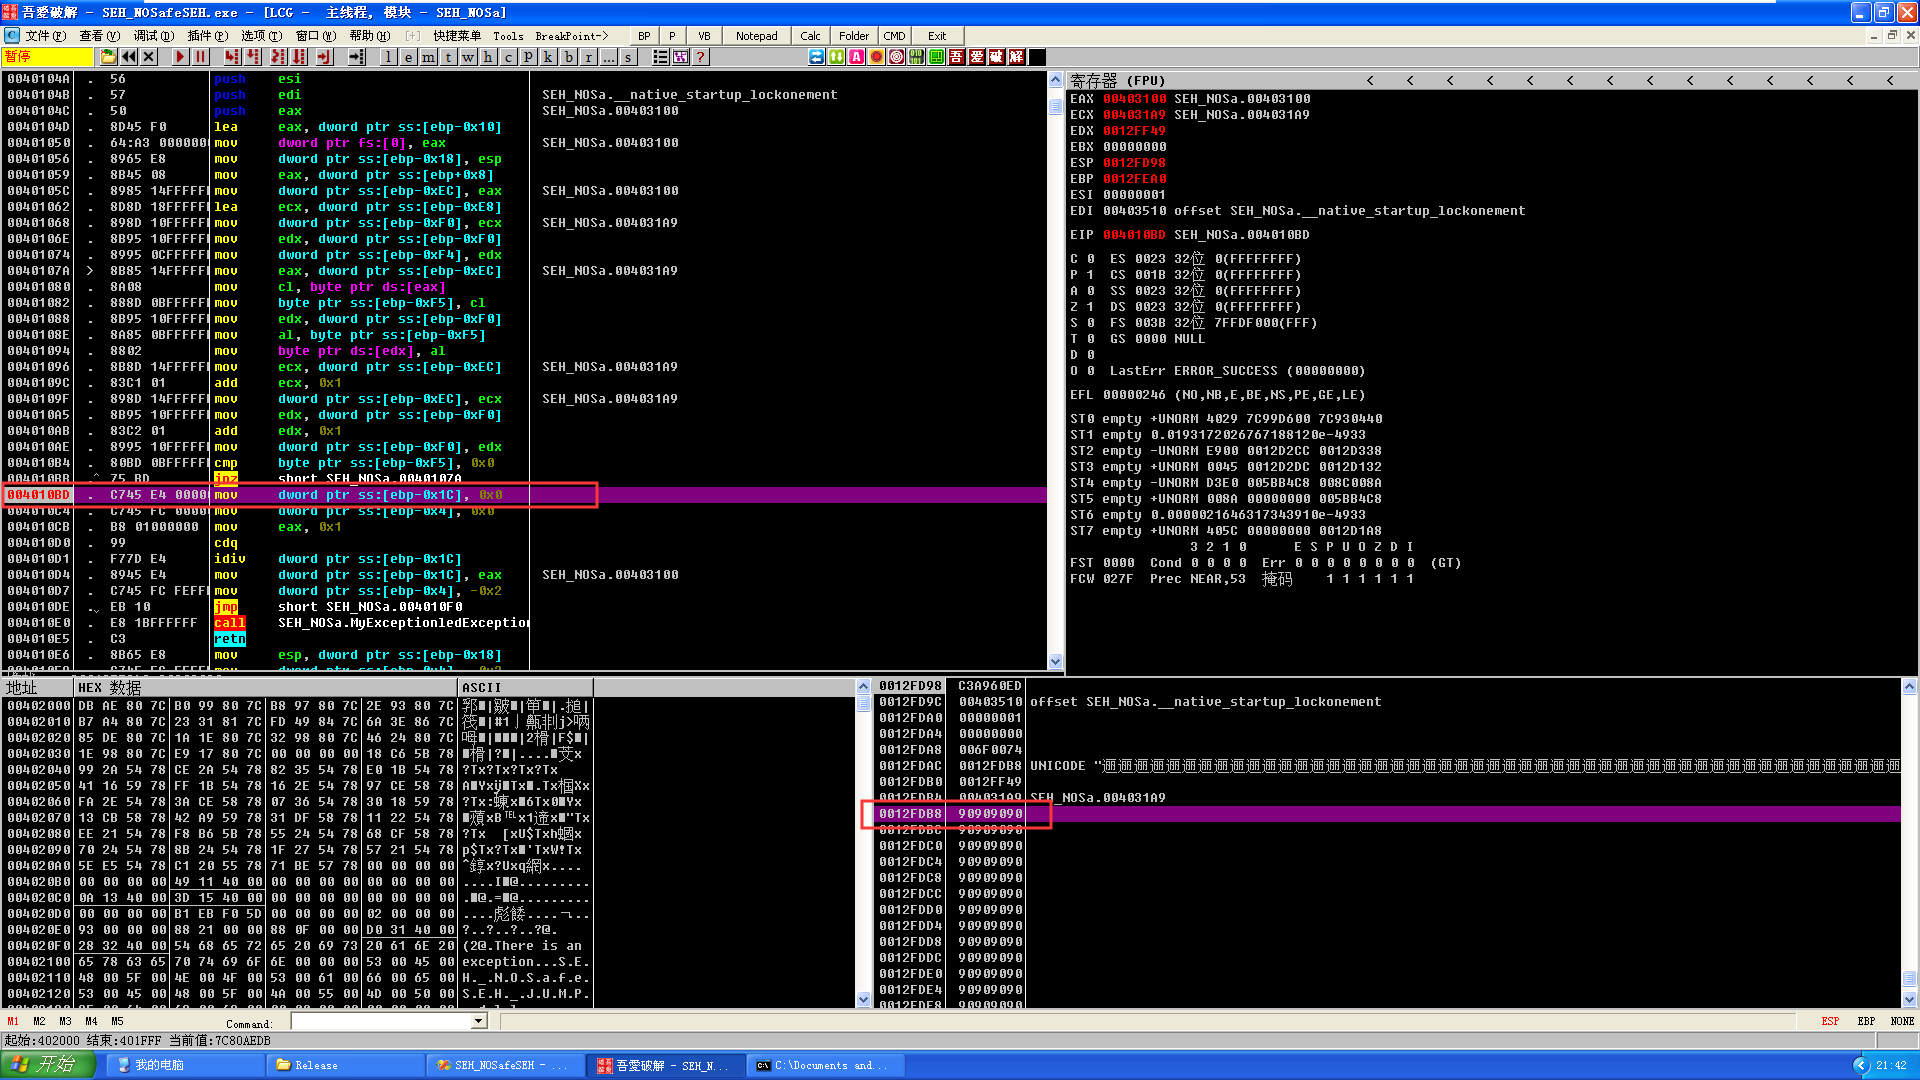 吾爱破解 - SEH_NOSafeSEH.exe - [LCG - 主线程, 模块 - SEH_NOSa]
文件(F) 查看(V) 调试(D) 插件(P) 选项(T) 窗口(W) 帮助(H) [+] 快捷菜单 Tools BreakPoint-> BP P VB Notepad Calc Folder CMD Exit
暂停 l e m t w h c p k b r ... s ?
0040104A . 56 push esi
0040104B . 57 push edi SEH_NOSa.__native_startup_lockonement
0040104C . 50 push eax SEH_NOSa.00403100
0040104D . 8D45 F0 lea eax, dword ptr ss:[ebp-0x10]
00401050 . 64:A3 0000000 mov dword ptr fs:[0], eax SEH_NOSa.00403100
00401056 . 8965 E8 mov dword ptr ss:[ebp-0x18], esp
00401059 . 8B45 08 mov eax, dword ptr ss:[ebp+0x8]
0040105C . 8985 14FFFFFF mov dword ptr ss:[ebp-0xEC], eax SEH_NOSa.00403100
00401062 . 8D8D 18FFFFFF lea ecx, dword ptr ss:[ebp-0xE8]
00401068 . 898D 10FFFFFF mov dword ptr ss:[ebp-0xF0], ecx SEH_NOSa.004031A9
0040106E . 8B95 10FFFFFF mov edx, dword ptr ss:[ebp-0xF0]
00401074 . 8995 0CFFFFFF mov dword ptr ss:[ebp-0xF4], edx
0040107A > 8B85 14FFFFFF mov eax, dword ptr ss:[ebp-0xEC] SEH_NOSa.004031A9
00401080 . 8A08 mov cl, byte ptr ds:[eax]
00401082 . 888D 0BFFFFFF mov byte ptr ss:[ebp-0xF5], cl
00401088 . 8B95 10FFFFFF mov edx, dword ptr ss:[ebp-0xF0]
0040108E . 8A85 0BFFFFFF mov al, byte ptr ss:[ebp-0xF5]
00401094 . 8802 mov byte ptr ds:[edx], al
00401096 . 8B8D 14FFFFFF mov ecx, dword ptr ss:[ebp-0xEC] SEH_NOSa.004031A9
0040109C . 83C1 01 add ecx, 0x1
0040109F . 898D 14FFFFFF mov dword ptr ss:[ebp-0xEC], ecx SEH_NOSa.004031A9
004010A5 . 8B95 10FFFFFF mov edx, dword ptr ss:[ebp-0xF0]
004010AB . 83C2 01 add edx, 0x1
004010AE . 8995 10FFFFFF mov dword ptr ss:[ebp-0xF0], edx
004010B4 . 80BD 0BFFFFFF cmp byte ptr ss:[ebp-0xF5], 0x0
004010BB .^ 75 BD jnz short SEH_NOSa.0040107A
004010BD . C745 E4 00000 mov dword ptr ss:[ebp-0x1C], 0x0
004010C4 . C745 FC 00000 mov dword ptr ss:[ebp-0x4], 0x0
004010CB . B8 01000000 mov eax, 0x1
004010D0 . 99 cdq
004010D1 . F77D E4 idiv dword ptr ss:[ebp-0x1C]
004010D4 . 8945 E4 mov dword ptr ss:[ebp-0x1C], eax SEH_NOSa.00403100
004010D7 . C745 FC FEFFF mov dword ptr ss:[ebp-0x4], -0x2
004010DE . EB 10 jmp short SEH_NOSa.004010F0
004010E0 . E8 1BFFFFFF call SEH_NOSa.MyExceptionledException
004010E5 . C3 retn
004010E6 . 8B65 E8 mov esp, dword ptr ss:[ebp-0x18]
寄存器 (FPU) < < < < < < < < < < < < < <
EAX 00403100 SEH_NOSa.00403100
ECX 004031A9 SEH_NOSa.004031A9
EDX 0012FF49
EBX 00000000
ESP 0012FD98
EBP 0012FEA0
ESI 00000001
EDI 00403510 offset SEH_NOSa.__native_startup_lockonement
EIP 004010BD SEH_NOSa.004010BD
C 0 ES 0023 32位 0(FFFFFFFF)
P 1 CS 001B 32位 0(FFFFFFFF)
A 0 SS 0023 32位 0(FFFFFFFF)
Z 1 DS 0023 32位 0(FFFFFFFF)
S 0 FS 003B 32位 7FFDF000(FFF)
T 0 GS 0000 NULL
D 0
O 0 LastErr ERROR_SUCCESS (00000000)
EFL 00000246 (NO,NB,E,BE,NS,PE,GE,LE)
ST0 empty +UNORM 4029 7C99D600 7C930440
ST1 empty 0.0193172026767188120e-4933
ST2 empty -UNORM E900 0012D2CC 0012D338
ST3 empty +UNORM 0045 0012D2DC 0012D132
ST4 empty -UNORM D3E0 005BB4C8 008C008A
ST5 empty +UNORM 008A 00000000 005BB4C8
ST6 empty 0.0000021646317343910e-4933
ST7 empty +UNORM 405C 00000000 0012D1A8
3 2 1 0 E S P U O Z D I
FST 0000 Cond 0 0 0 0 Err 0 0 0 0 0 0 0 0 (GT)
FCW 027F Prec NEAR,53 掩码 1 1 1 1 1 1
地址 HEX 数据 ASCII
00402000 DB AE 80 7C B0 99 80 7C B8 97 80 7C 2E 93 80 7C
00402010 B7 A4 80 7C 23 31 81 7C FD 49 84 7C 6A 3E 86 7C
00402020 85 DE 80 7C 1A 1E 80 7C 32 98 80 7C 46 24 80 7C
00402030 1E 98 80 7C E9 17 80 7C 00 00 00 00 18 C6 5B 78
00402040 99 2A 54 78 CE 2A 54 78 82 35 54 78 E0 1B 54 78 ?Tx?Tx?Tx?Tx
00402050 41 16 59 78 FF 1B 54 78 16 2E 54 78 97 CE 58 78
00402060 FA 2E 54 78 3A CE 58 78 07 36 54 78 30 18 59 78
00402070 13 CB 58 78 42 A9 59 78 31 DF 58 78 11 22 54 78
00402080 EE 21 54 78 F8 B6 5B 78 55 24 54 78 68 CF 58 78
00402090 70 24 54 78 8B 24 54 78 1F 27 54 78 57 21 54 78
004020A0 5E E5 54 78 C1 20 55 78 71 BE 57 78 00 00 00 00
004020B0 00 00 00 00 49 11 40 00 00 00 00 00 00 00 00 00
004020C0 0A 13 40 00 3D 15 40 00 00 00 00 00 00 00 00 00
004020D0 00 00 00 00 B1 EB F0 5D 00 00 00 00 02 00 00 00
004020E0 93 00 00 00 88 21 00 00 88 0F 00 00 D0 31 40 00 ?..?..?..?@.
004020F0 28 32 40 00 54 68 65 72 65 20 69 73 20 61 6E 20 (2@.There is an
00402100 65 78 63 65 70 74 69 6F 6E 00 00 00 53 00 45 00 exception...S.E.
00402110 48 00 5F 00 4E 00 4F 00 53 00 61 00 66 00 65 00 H._.N.O.S.a.f.e.
00402120 53 00 45 00 48 00 5F 00 4A 00 55 00 4D 00 50 00 S.E.H._.J.U.M.P.
0012FD98 C3A960ED
0012FD9C 00403510 offset SEH_NOSa.__native_startup_lockonement
0012FDA0 00000001
0012FDA4 00000000
0012FDA8 006F0074
0012FDAC 0012FDB8 UNICODE "
0012FDB0 0012FF49
0012FDB4 004031A9 SEH_NOSa.004031A9
0012FDB8 90909090
0012FDBC 90909090
0012FDC0 90909090
0012FDC4 90909090
0012FDC8 90909090
0012FDCC 90909090
0012FDD0 90909090
0012FDD4 90909090
0012FDD8 90909090
0012FDDC 90909090
0012FDE0 90909090
0012FDE4 90909090
0012FDE8 90909090
M1 M2 M3 M4 M5 Command: ESP EBP NONE
起始:402000 结束:401FFF 当前值:7C80AEDB
开始 我的电脑 Release SEH_NOSafeSEH - ... 吾爱破解 - SEH_N... C:\Documents and... 21:42